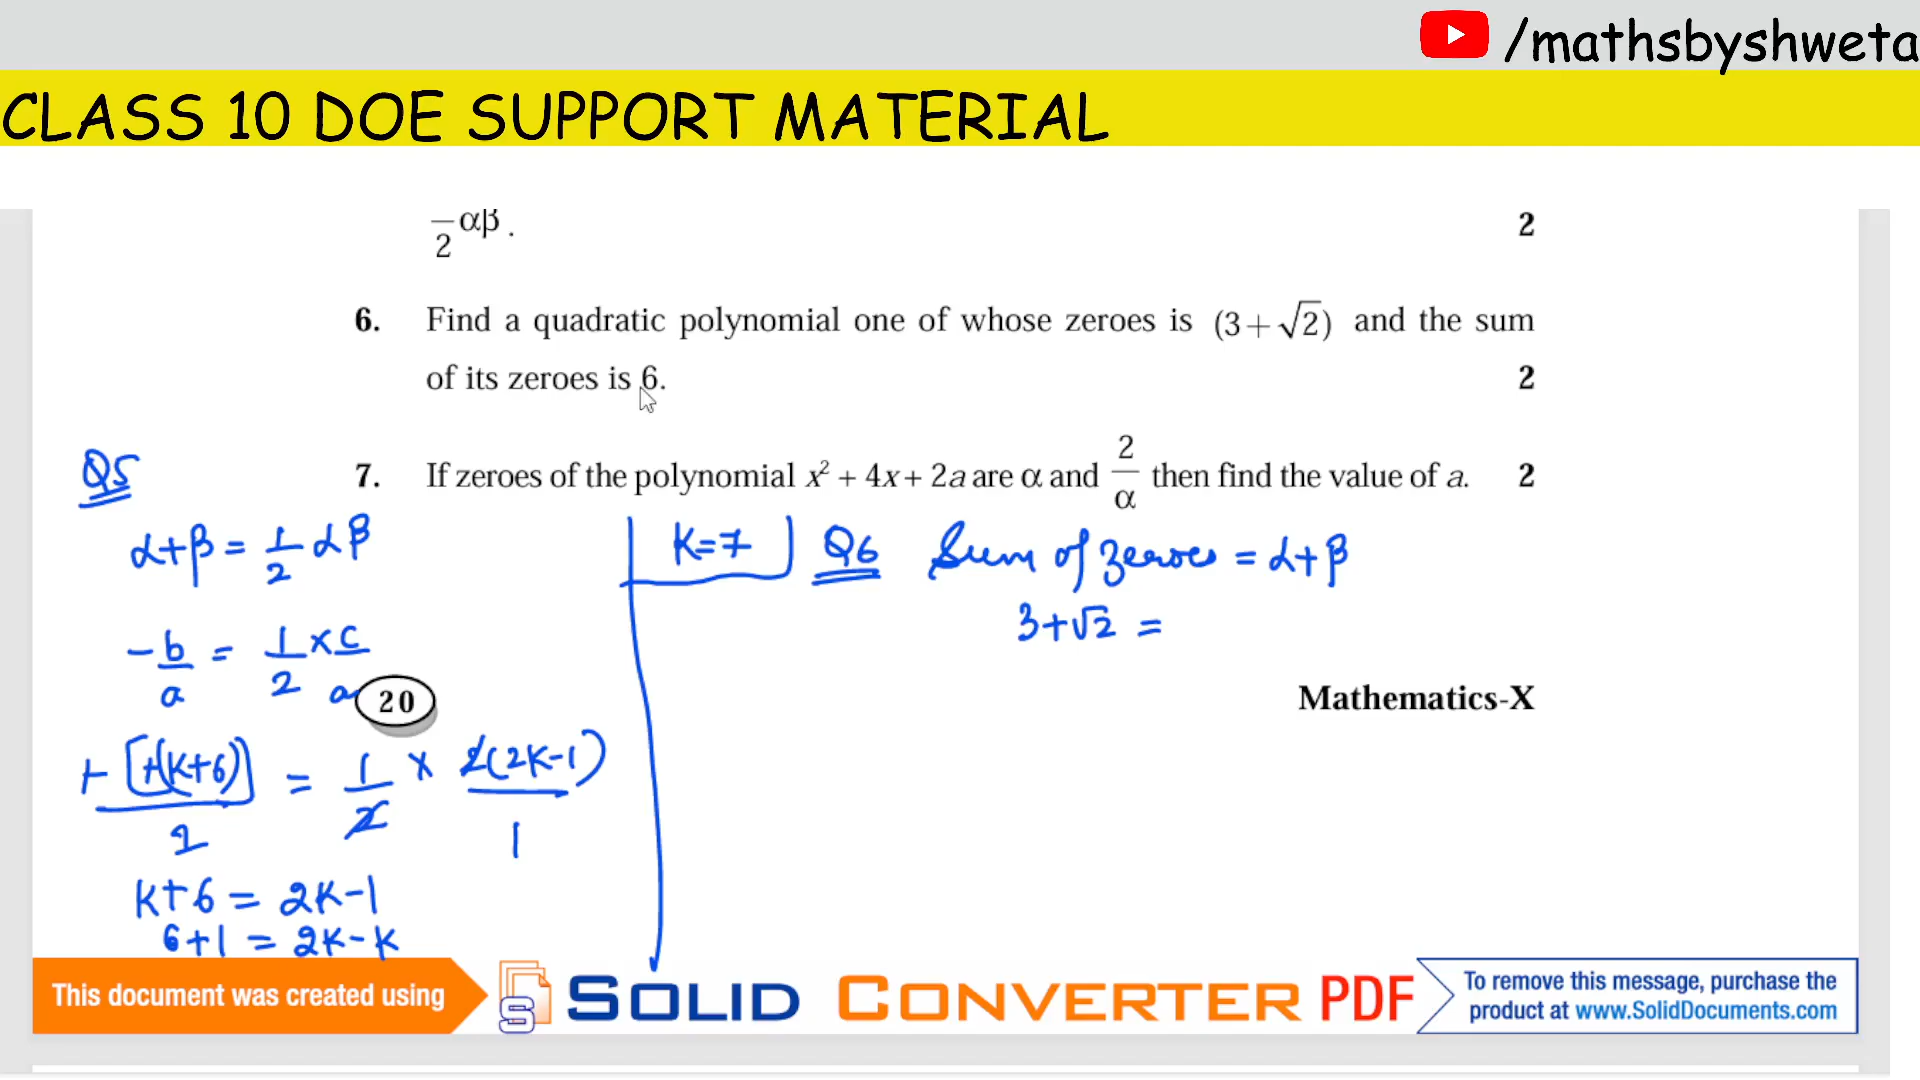 /mathsbyshweta
CLASS 10 DOE SUPPORT MATERIAL
—/2 αβ. 2
6. Find a quadratic polynomial one of whose zeroes is (3+√2) and the sum
of its zeroes is 6. 2
7. If zeroes of the polynomial x² + 4x + 2a are α and 2/α then find the value of a. 2
Q5
α+β = 1/2 αβ
-b/a = 1/2 × c/a
+[+(k+6)]/1 = 1/2 × 2(2k-1)/1
k+6 = 2k-1
6+1 = 2k-k
k=7
Q6 Sum of zeroes = α+β
3+√2 =
20
Mathematics-X
This document was created using
SOLID CONVERTER PDF
To remove this message, purchase the
product at www.SolidDocuments.com